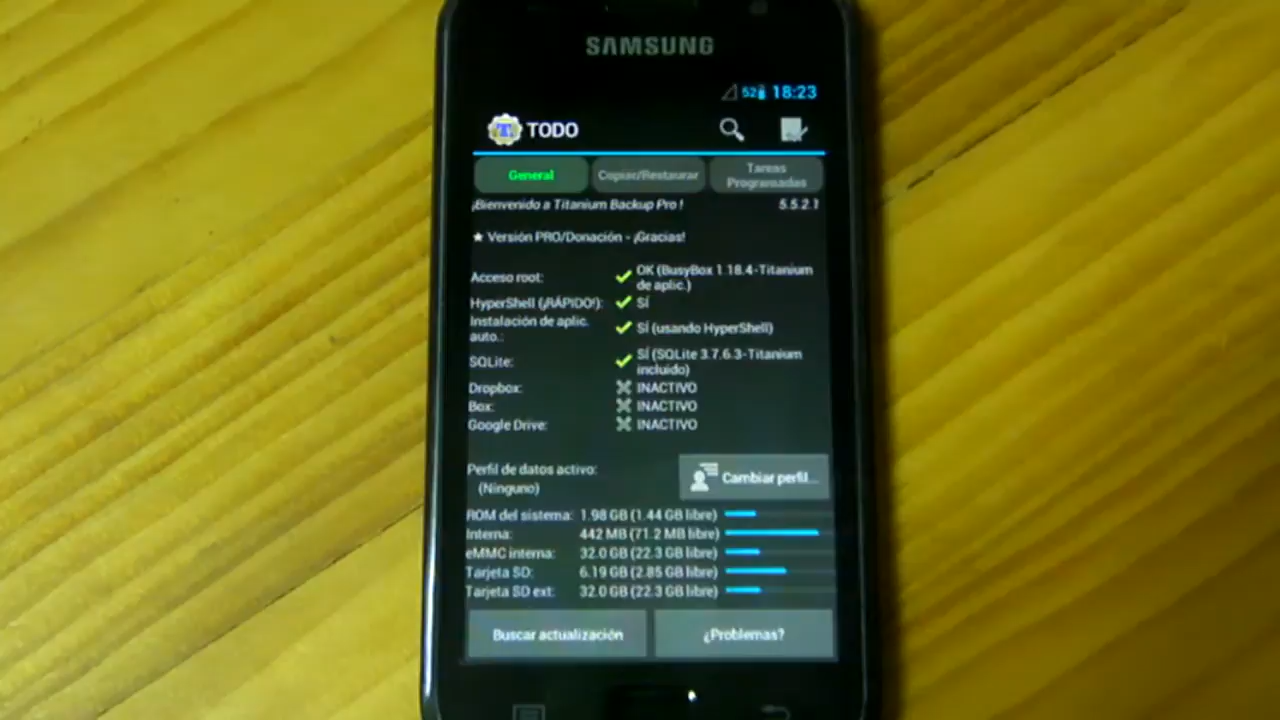 SAMSUNG
52 18:23
TODO
General
Copiar/Restaurar
Tareas
Programadas
¡Bienvenido a Titanium Backup Pro! 5.5.2.1
★ Versión PRO/Donación - ¡Gracias!
Acceso root: OK (BusyBox 1.18.4-Titanium
de aplic.)
HyperShell (¡RÁPIDO!): SÍ
Instalación de aplic.
auto.: SÍ (usando HyperShell)
SQLite: SÍ (SQLite 3.7.6.3-Titanium
incluido)
Dropbox: INACTIVO
Box: INACTIVO
Google Drive: INACTIVO
Perfil de datos activo:
(Ninguno)
Cambiar perfil...
ROM del sistema: 1.98 GB (1.44 GB libre)
Interna: 442 MB (71.2 MB libre)
eMMC interna: 32.0 GB (22.3 GB libre)
Tarjeta SD: 6.19 GB (2.85 GB libre)
Tarjeta SD ext: 32.0 GB (22.3 GB libre)
Buscar actualización
¿Problemas?